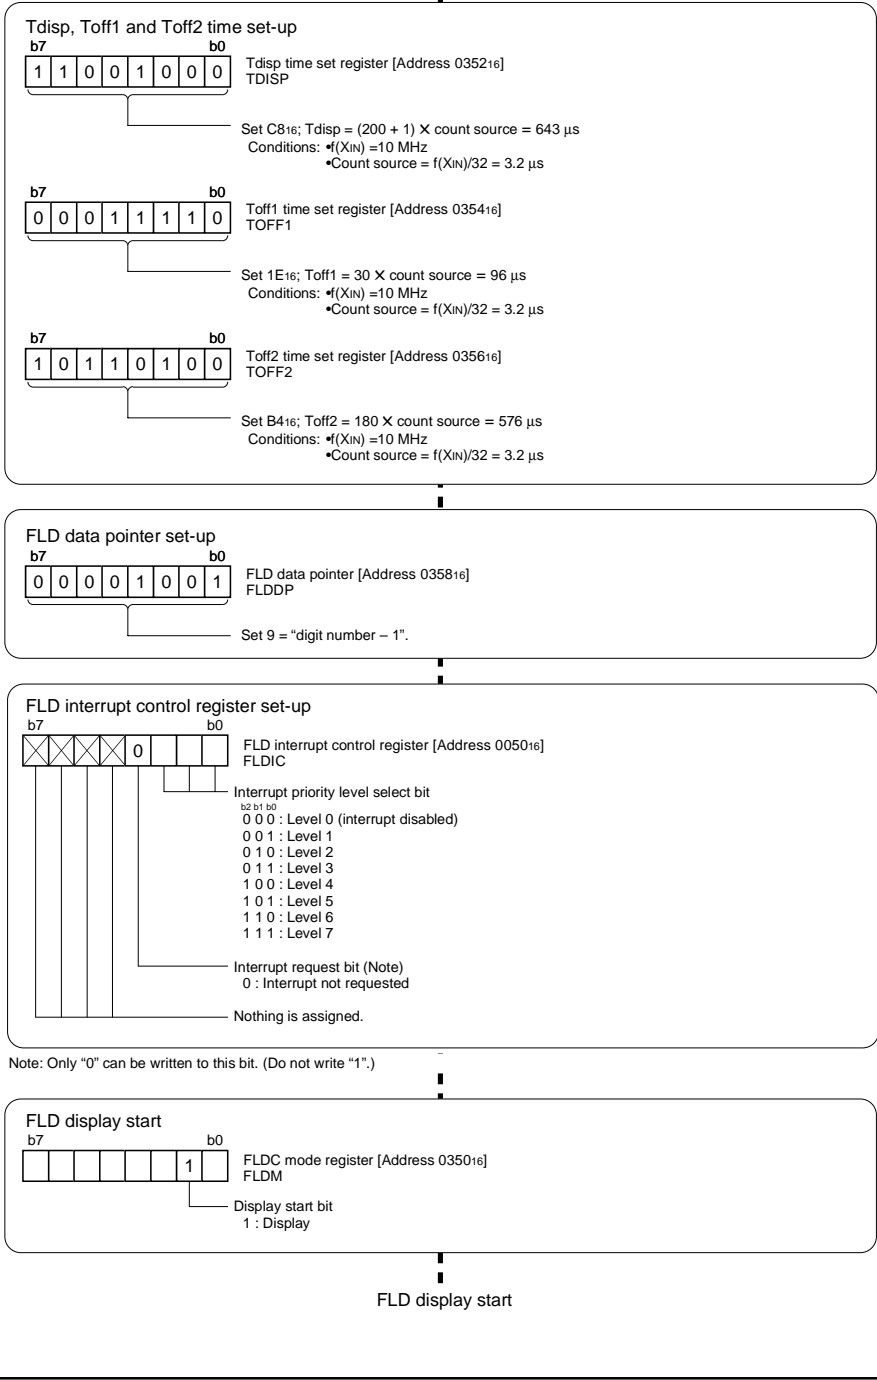 Tdisp, Toff1 and Toff2 time set-up
b7 b0
1 1 0 0 1 0 0 0
Tdisp time set register [Address 035216]
TDISP
Set C816; Tdisp = (200 + 1) ✕ count source = 643 μs
Conditions: •f(XIN) =10 MHz
•Count source = f(XIN)/32 = 3.2 μs
b7 b0
0 0 0 1 1 1 1 0
Toff1 time set register [Address 035416]
TOFF1
Set 1E16; Toff1 = 30 ✕ count source = 96 μs
Conditions: •f(XIN) =10 MHz
•Count source = f(XIN)/32 = 3.2 μs
b7 b0
1 0 1 1 0 1 0 0
Toff2 time set register [Address 035616]
TOFF2
Set B416; Toff2 = 180 ✕ count source = 576 μs
Conditions: •f(XIN) =10 MHz
•Count source = f(XIN)/32 = 3.2 μs
FLD data pointer set-up
b7 b0
0 0 0 0 1 0 0 1
FLD data pointer [Address 035816]
FLDDP
Set 9 = “digit number – 1”.
FLD interrupt control register set-up
b7 b0
0
FLD interrupt control register [Address 005016]
FLDIC
Interrupt priority level select bit
b2 b1 b0
0 0 0 : Level 0 (interrupt disabled)
0 0 1 : Level 1
0 1 0 : Level 2
0 1 1 : Level 3
1 0 0 : Level 4
1 0 1 : Level 5
1 1 0 : Level 6
1 1 1 : Level 7
Interrupt request bit (Note)
0 : Interrupt not requested
Nothing is assigned.
Note: Only “0” can be written to this bit. (Do not write “1”.)
FLD display start
b7 b0
1
FLDC mode register [Address 035016]
FLDM
Display start bit
1 : Display
FLD display start